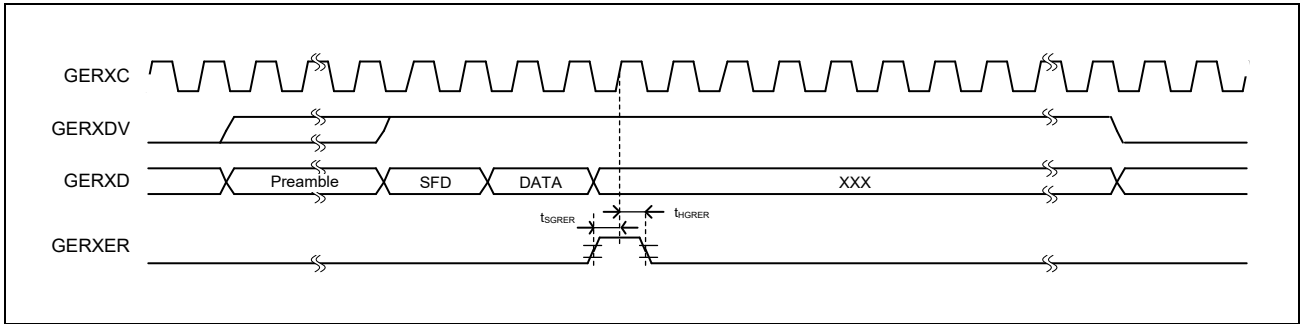 GERXC
GERXDV
GERXD Preamble SFD DATA XXX
tSGRER tHGRER
GERXER